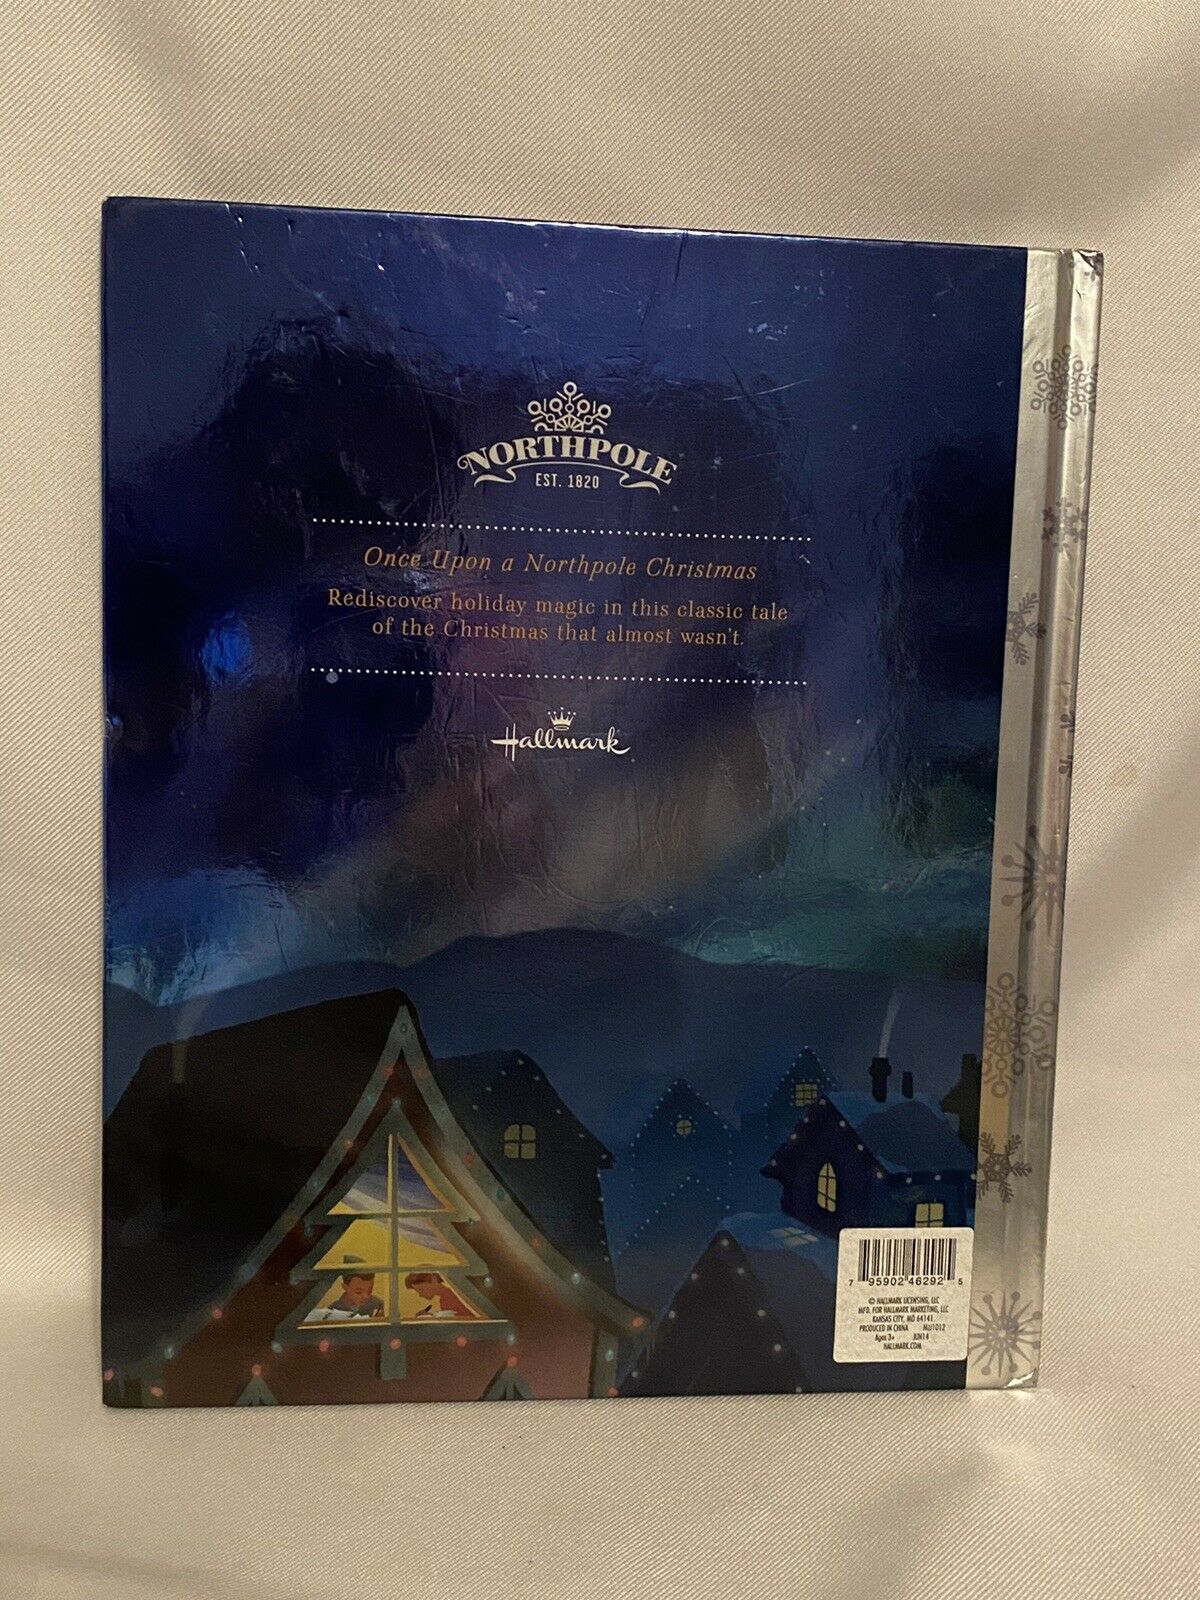 NORTHPOLE
EST. 1820
Once Upon a Northpole Christmas
Rediscover holiday magic in this classic tale
of the Christmas that almost wasn't.
Hallmark
7 95902 46292 5
© HALLMARK LICENSING, LLC
MFD. FOR HALLMARK MARKETING, LLC
KANSAS CITY, MO 64141
PRODUCED IN CHINA XLU1012
Ages 3+ JUN14
HALLMARK.COM